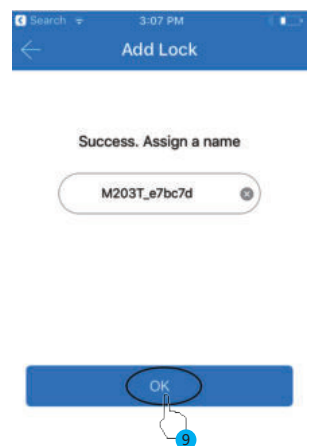 Search 3:07 PM
Add Lock
Success. Assign a name
M203T_e7bc7d
OK
9